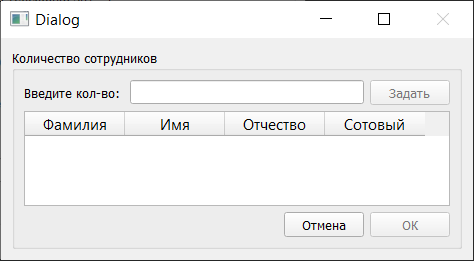 Dialog
Количество сотрудников
Введите кол-во: Задать
Фамилия Имя Отчество Сотовый
Отмена OK